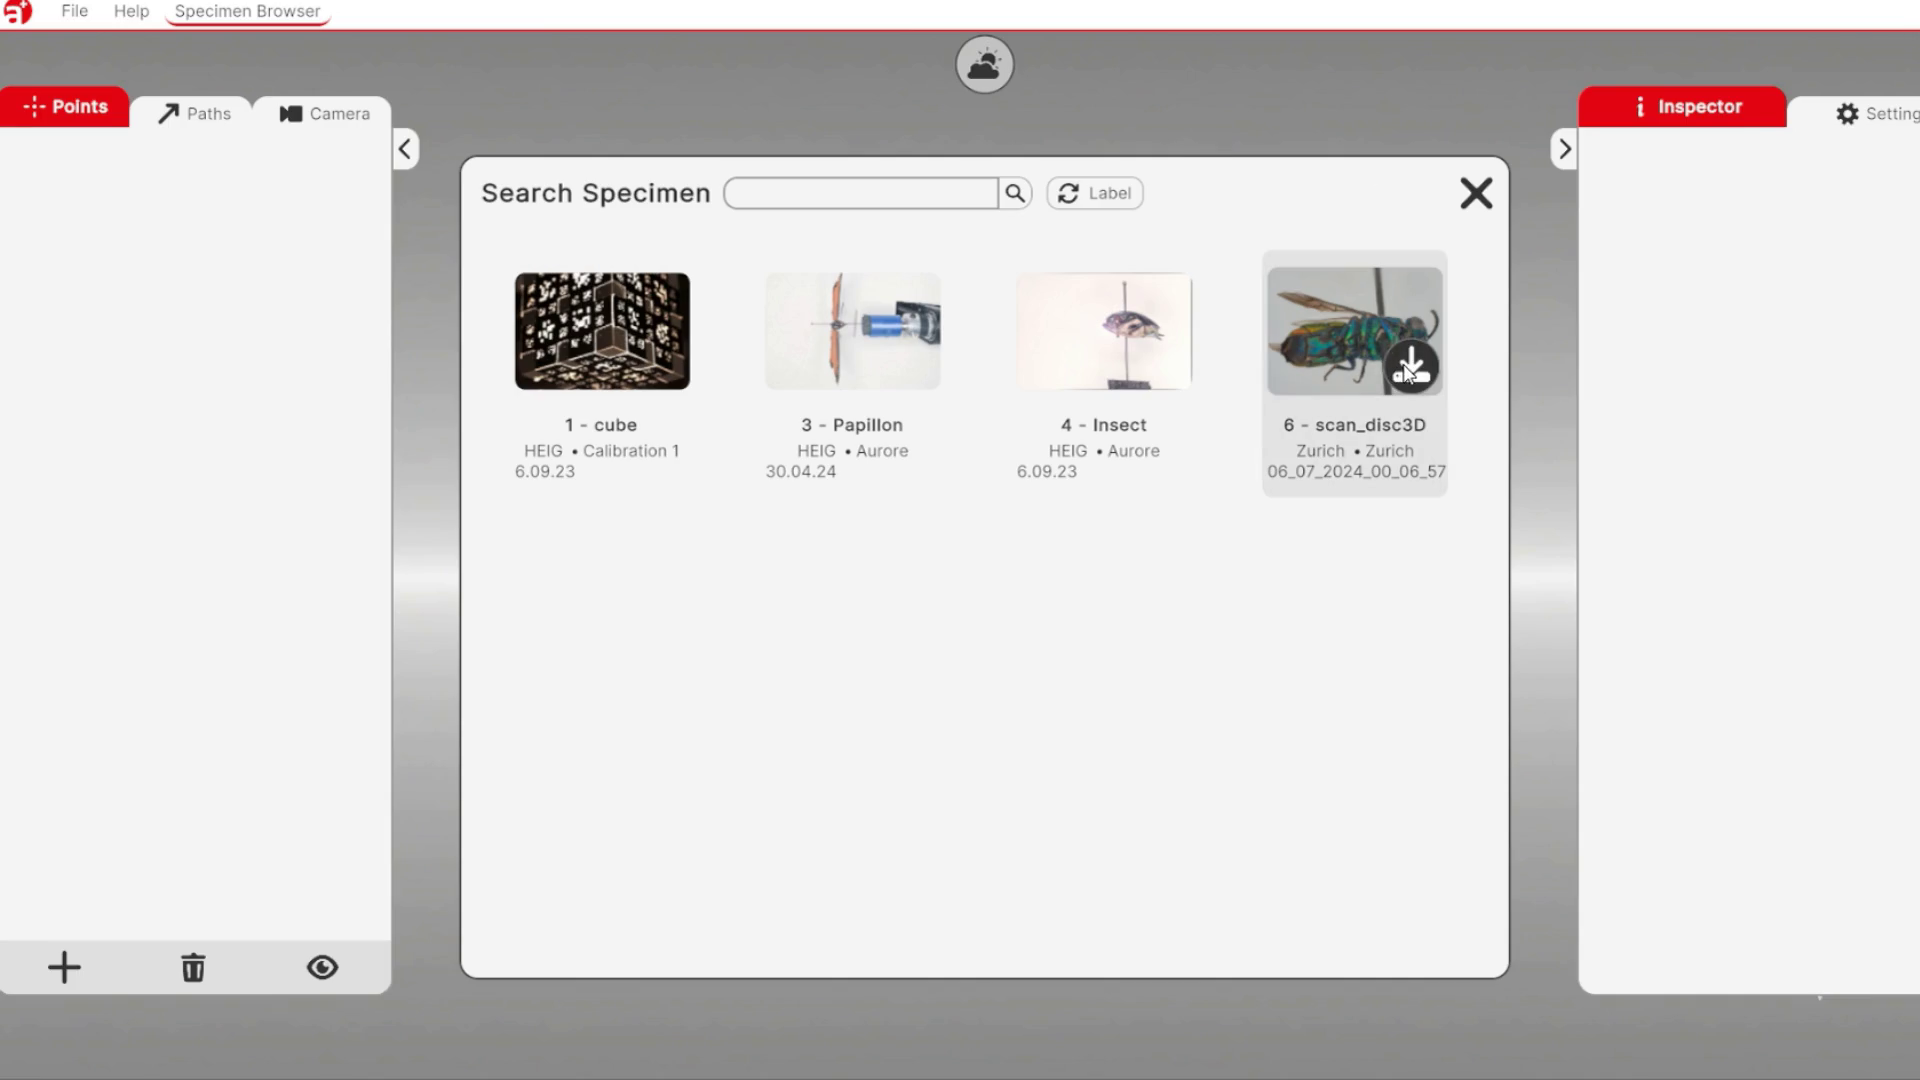 a+ File Help Specimen Browser
Points Paths Camera
Inspector Setting
Search Specimen Label
1 - cube
HEIG • Calibration 1
6.09.23
3 - Papillon
HEIG • Aurore
30.04.24
4 - Insect
HEIG • Aurore
6.09.23
6 - scan_disc3D
Zurich • Zurich
06_07_2024_00_06_57